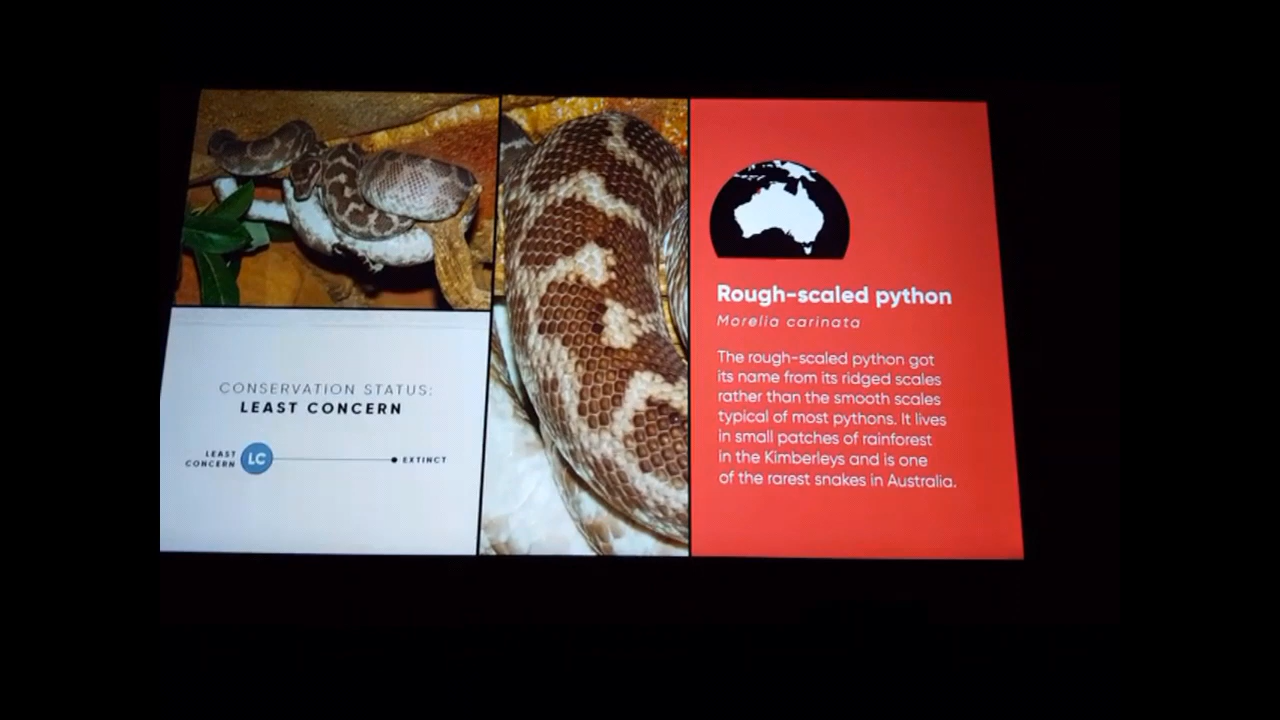 CONSERVATION STATUS:
LEAST CONCERN
LEAST
CONCERN
LC
EXTINCT
Rough-scaled python
Morelia carinata
The rough-scaled python got
its name from its ridged scales
rather than the smooth scales
typical of most pythons. It lives
in small patches of rainforest
in the Kimberleys and is one
of the rarest snakes in Australia.